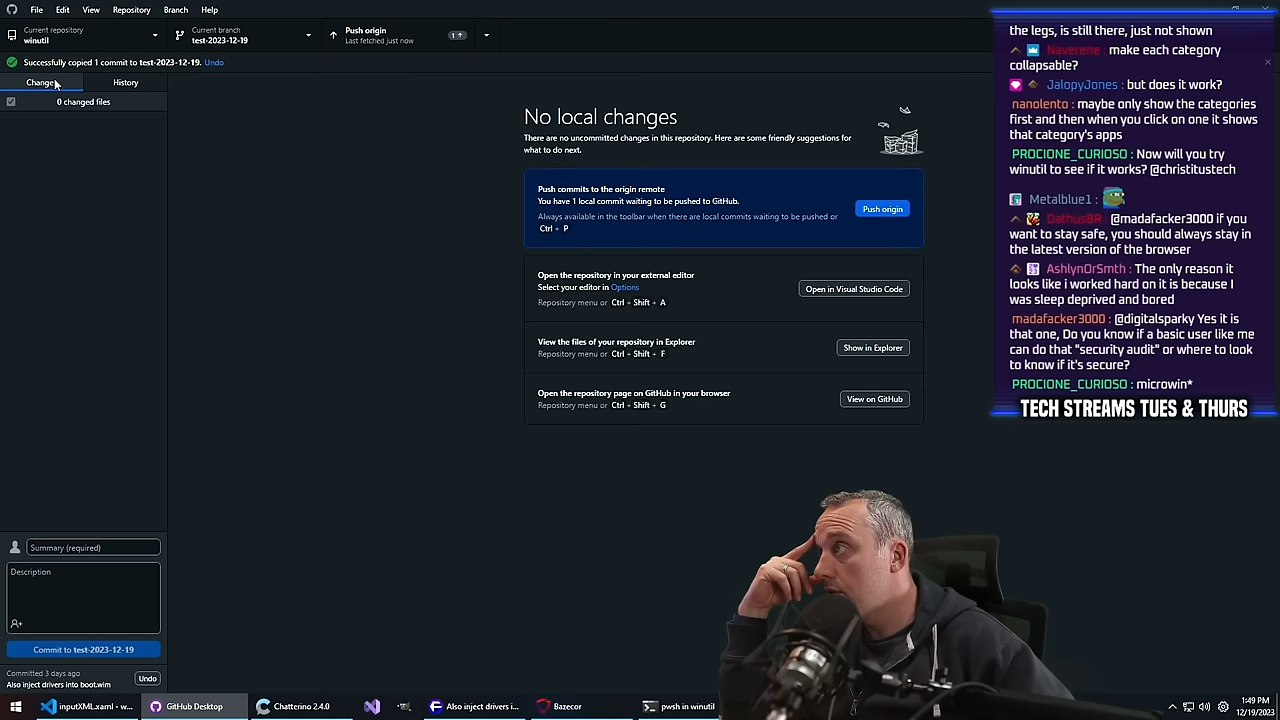 File Edit View Repository Branch Help
Current repository
winutil
Current branch
test-2023-12-19
Push origin
Last fetched just now
1
Successfully copied 1 commit to test-2023-12-19. Undo
Changes
History
0 changed files
No local changes
There are no uncommitted changes in this repository. Here are some friendly suggestions for
what to do next.
Push commits to the origin remote
You have 1 local commit waiting to be pushed to GitHub.
Always available in the toolbar when there are local commits waiting to be pushed or
Ctrl + P
Push origin
Open the repository in your external editor
Select your editor in Options
Repository menu or Ctrl + Shift + A
Open in Visual Studio Code
View the files of your repository in Explorer
Repository menu or Ctrl + Shift + F
Show in Explorer
Open the repository page on GitHub in your browser
Repository menu or Ctrl + Shift + G
View on GitHub
the legs, is still there, just not shown
Naverene : make each category
collapsable?
JalopyJones : but does it work?
nanolento : maybe only show the categories
first and then when you click on one it shows
that category's apps
PROCIONE_CURIOSO : Now will you try
winutil to see if it works? @christitustech
Metalblue1 :
DathusBR : @madafacker3000 if you
want to stay safe, you should always stay in
the latest version of the browser
AshlynOrSmth : The only reason it
looks like i worked hard on it is because I
was sleep deprived and bored
madafacker3000 : @digitalsparky Yes it is
that one, Do you know if a basic user like me
can do that "security audit" or where to look
to know if it's secure?
PROCIONE_CURIOSO : microwin*
TECH STREAMS TUES & THURS
Summary (required)
Description
Commit to test-2023-12-19
Committed 3 days ago
Also inject drivers into boot.wim
Undo
inputXML.xaml - w...
GitHub Desktop
Chatterino 2.4.0
Also inject drivers i...
Bazecor
pwsh in winutil
1:49 PM
12/19/2023